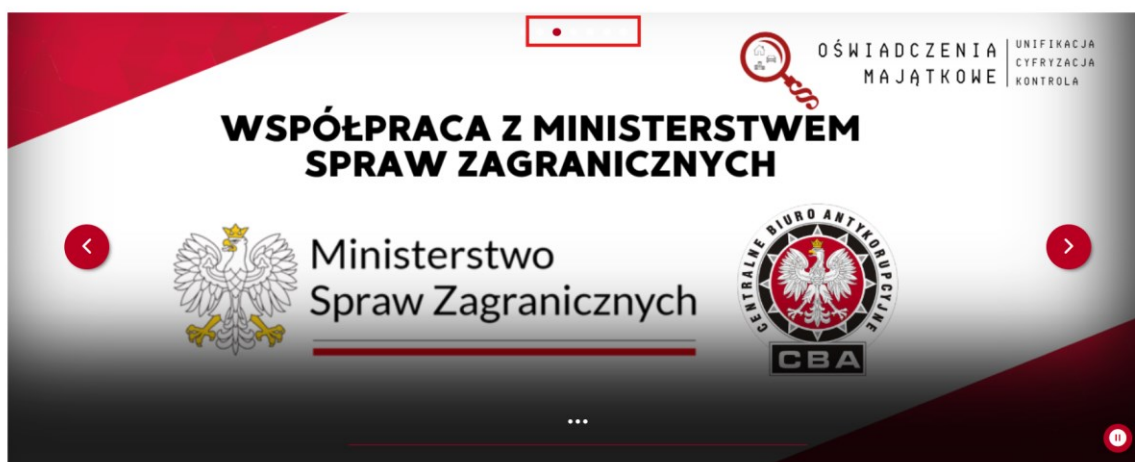 OŚWIADCZENIA
MAJĄTKOWE
UNIFIKACJA
CYFRYZACJA
KONTROLA
WSPÓŁPRACA Z MINISTERSTWEM
SPRAW ZAGRANICZNYCH
Ministerstwo
Spraw Zagranicznych
CENTRALNE BIURO ANTYKORUPCYJNE
CBA
...